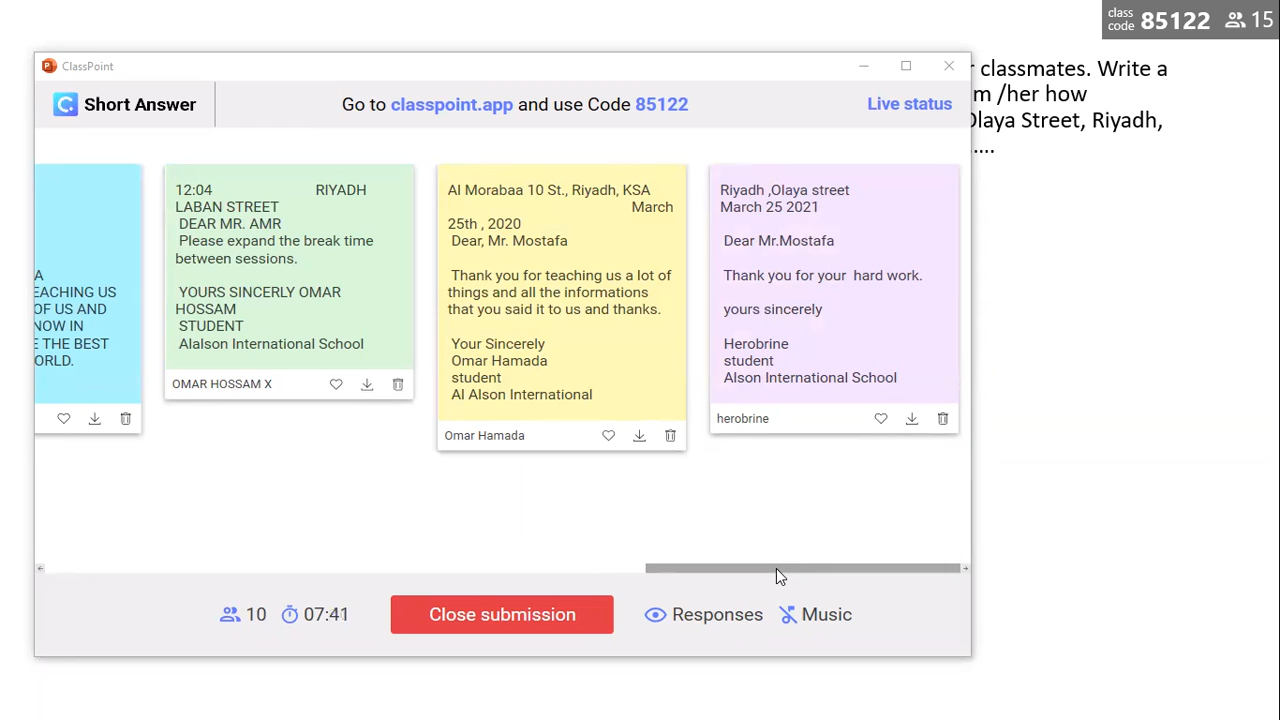 class
code 85122 15
r classmates. Write a
m /her how
Olaya Street, Riyadh,
....
ClassPoint
Short Answer
Go to classpoint.app and use Code 85122
Live status
A
EACHING US
OF US AND
NOW IN
E THE BEST
ORLD.
12:04 RIYADH
LABAN STREET
DEAR MR. AMR
Please expand the break time
between sessions.
YOURS SINCERLY OMAR
HOSSAM
STUDENT
Alalson International School
OMAR HOSSAM X
Al Morabaa 10 St., Riyadh, KSA
March
25th , 2020
Dear, Mr. Mostafa
Thank you for teaching us a lot of
things and all the informations
that you said it to us and thanks.
Your Sincerely
Omar Hamada
student
Al Alson International
Omar Hamada
Riyadh ,Olaya street
March 25 2021
Dear Mr.Mostafa
Thank you for your hard work.
yours sincerely
Herobrine
student
Alson International School
herobrine
10 07:41 Close submission Responses Music